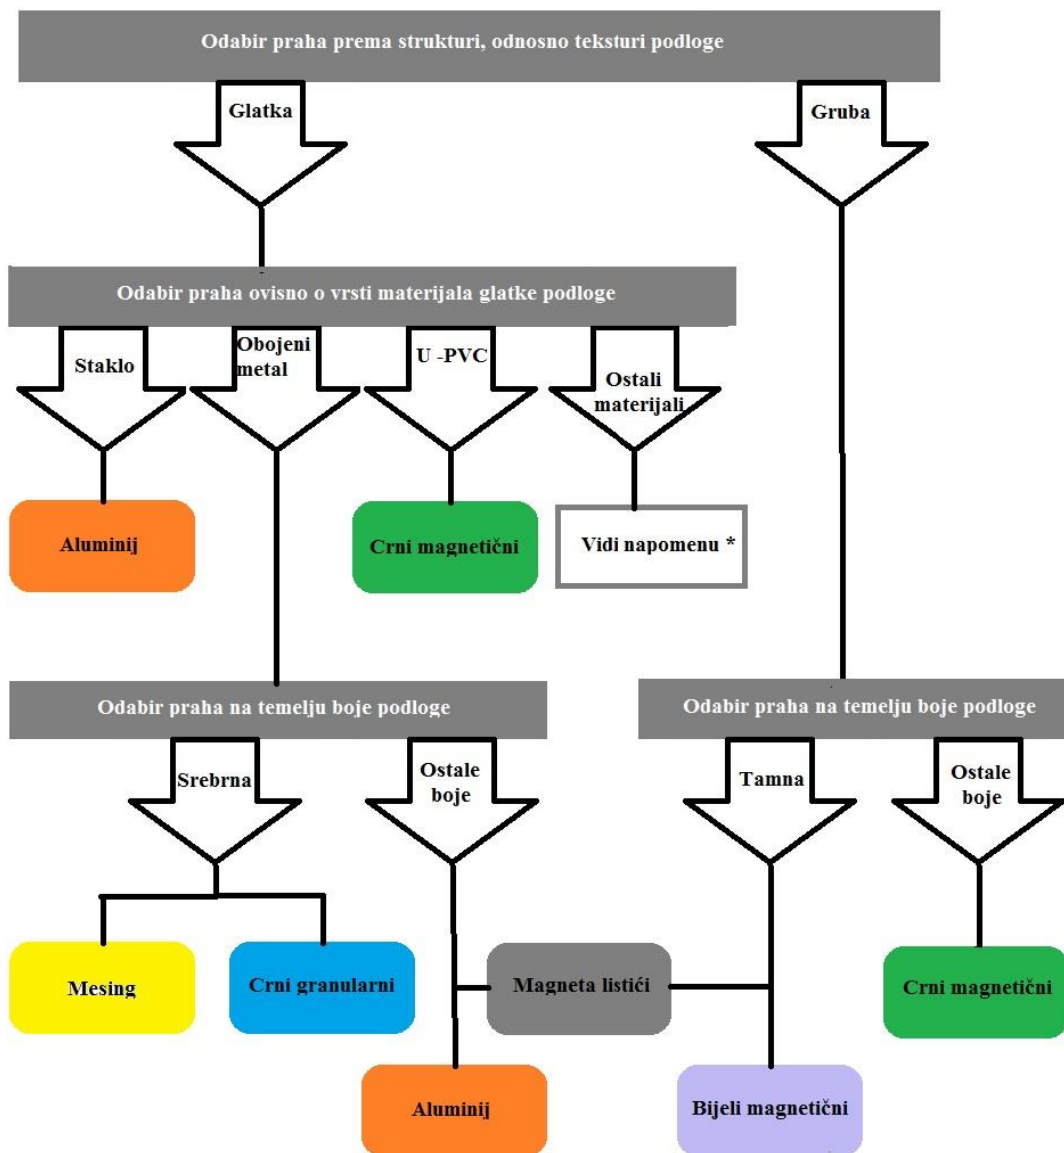 Odabir praha prema strukturi, odnosno teksturi podloge
Glatka
Gruba
Odabir praha ovisno o vrsti materijala glatke podloge
Staklo
Obojeni
metal
U -PVC
Ostali
materijali
Aluminij
Crni magnetični
Vidi napomenu *
Odabir praha na temelju boje podloge
Odabir praha na temelju boje podloge
Srebrna
Ostale
boje
Tamna
Ostale
boje
Mesing
Crni granularni
Magneta listići
Crni magnetični
Aluminij
Bijeli magnetični